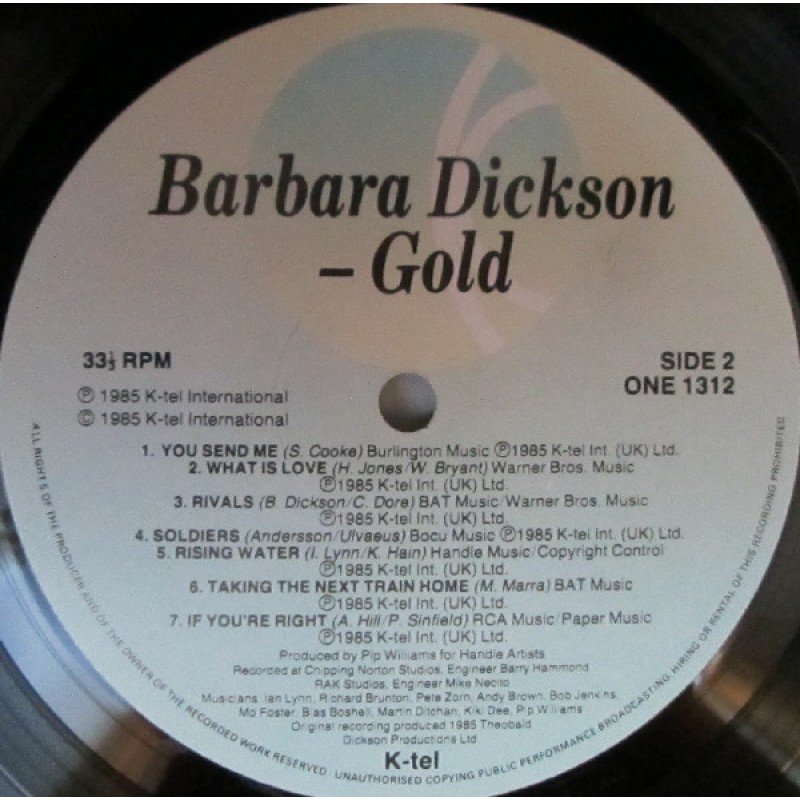 Barbara Dickson
– Gold
33⅓ RPM
SIDE 2
ONE 1312
Ⓟ 1985 K-tel International
© 1985 K-tel International
1. YOU SEND ME (S. Cooke) Burlington Music Ⓟ1985 K-tel Int. (UK) Ltd.
2. WHAT IS LOVE (H. Jones/W. Bryant) Warner Bros. Music
Ⓟ1985 K-tel Int. (UK) Ltd.
3. RIVALS (B. Dickson/C. Dore) BAT Music/Warner Bros. Music
Ⓟ1985 K-tel Int. (UK) Ltd.
4. SOLDIERS (Andersson/Ulvaeus) Bocu Music Ⓟ1985 K-tel Int. (UK) Ltd.
5. RISING WATER (I. Lynn/K. Hain) Handle Music/Copyright Control
Ⓟ1985 K-tel Int. (UK) Ltd.
6. TAKING THE NEXT TRAIN HOME (M. Marra) BAT Music
Ⓟ1985 K-tel Int. (UK) Ltd.
7. IF YOU'RE RIGHT (A. Hill/P. Sinfield) RCA Music/Paper Music
Ⓟ1985 K-tel Int. (UK) Ltd.
Produced by Pip Williams for Handle Artists
Recorded at Chipping Norton Studios, Engineer Barry Hammond
RAK Studios, Engineer Mike Necito
Musicians: Ian Lynn, Richard Brunton, Pete Zorn, Andy Brown, Bob Jenkins,
Mo Foster, Bias Boshell, Martin Ditchan, Kiki Dee, Pip Williams
Original recording produced 1985 Theobald
Dickson Productions Ltd
K-tel
ALL RIGHTS OF THE PRODUCER AND OF THE OWNER OF THE RECORDED WORK RESERVED UNAUTHORISED COPYING PUBLIC PERFORMANCE BROADCASTING, HIRING OR RENTAL OF THIS RECORDING PROHIBITED